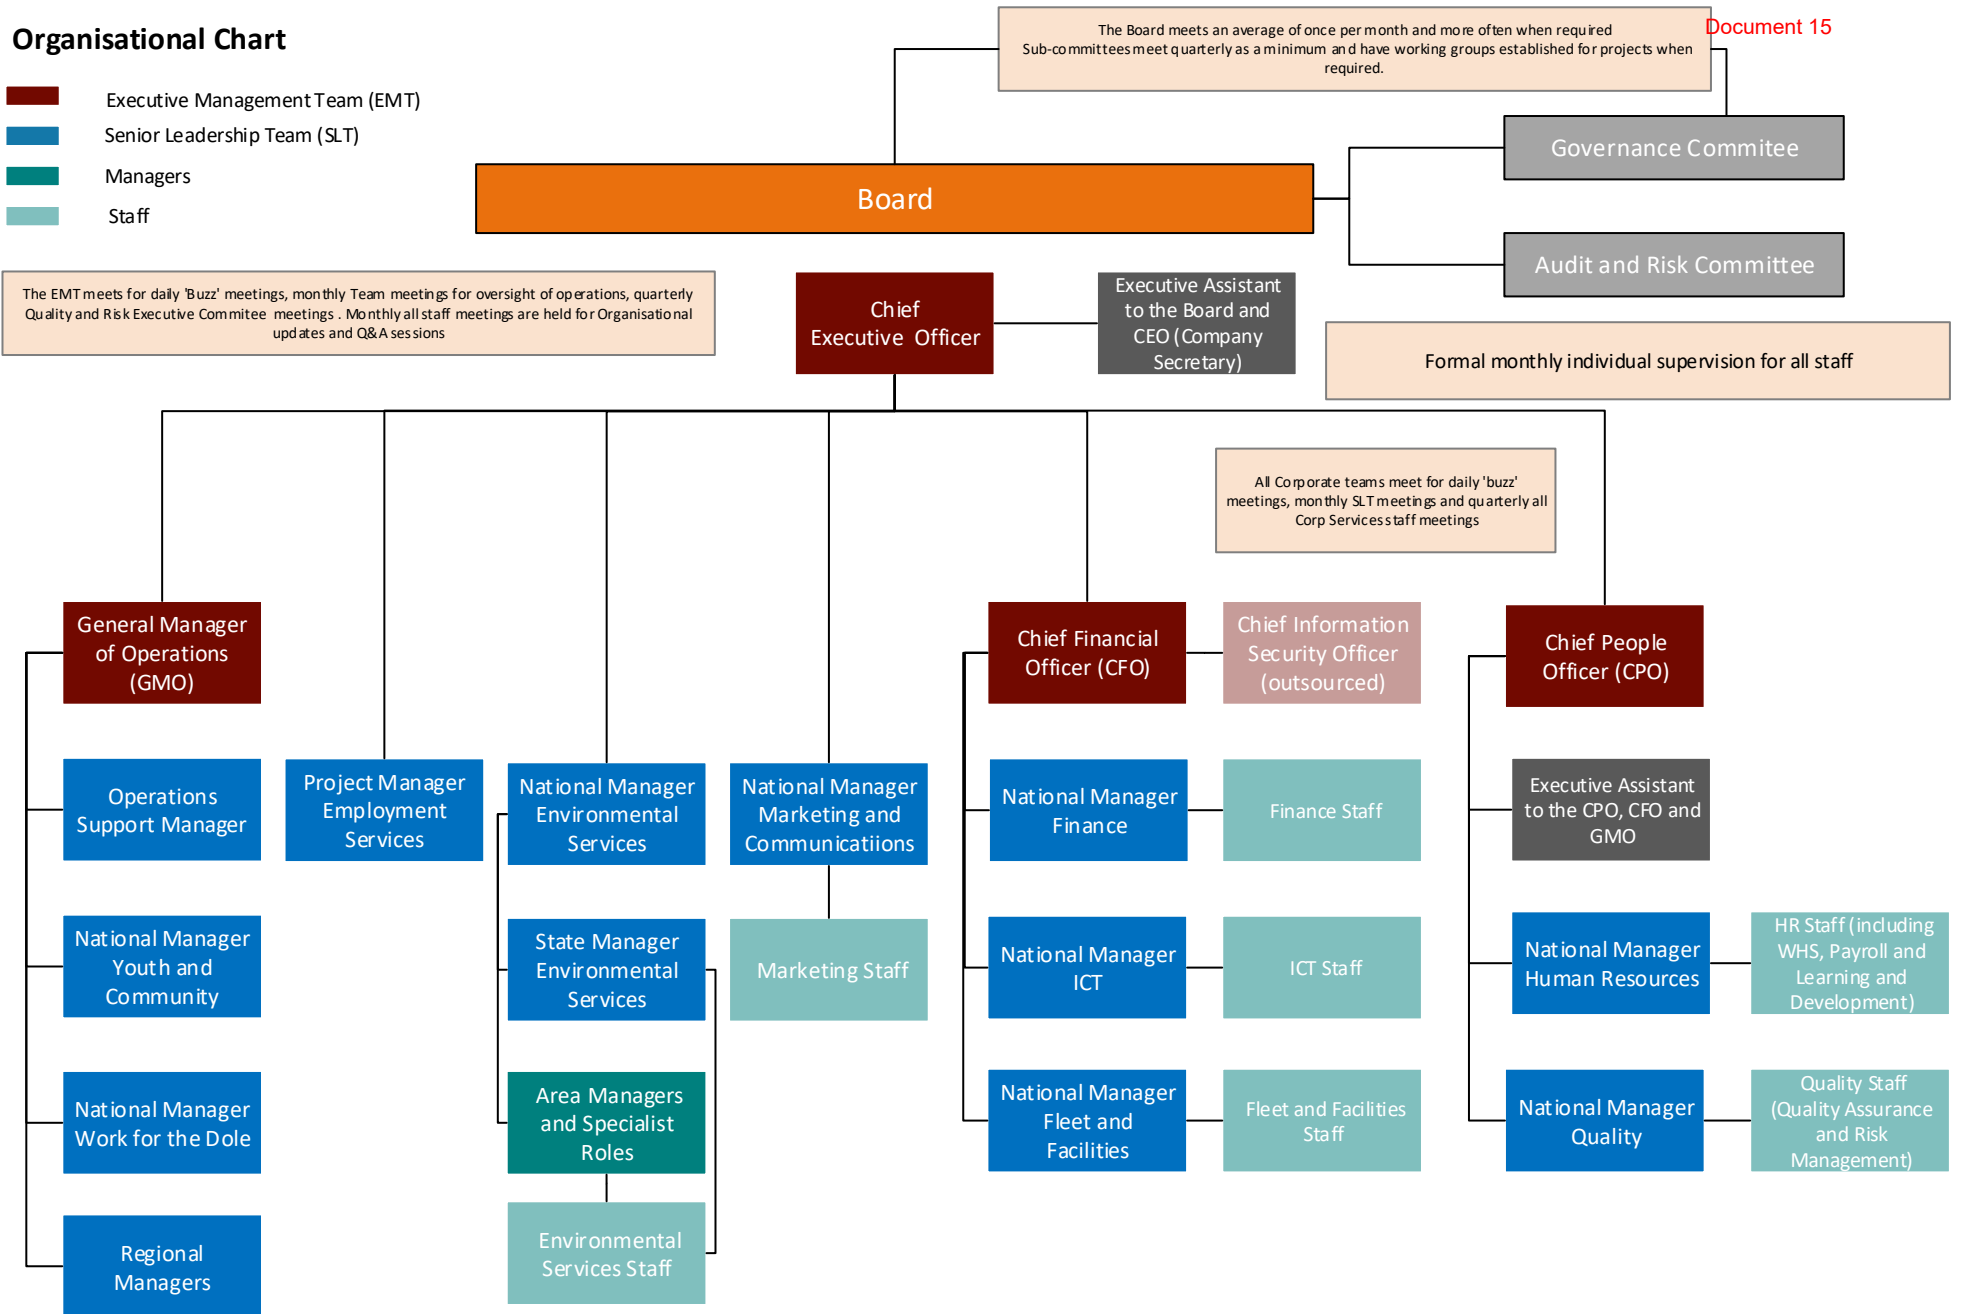 Organisational Chart
Executive Management Team (EMT)
Senior Leadership Team (SLT)
Managers
Staff
The Board meets an average of once per month and more often when required
Sub-committees meet quarterly as a minimum and have working groups established for projects when
required.
Document 15
Governance Commitee
Board
Audit and Risk Committee
The EMT meets for daily 'Buzz' meetings, monthly Team meetings for oversight of operations, quarterly
Quality and Risk Executive Commitee meetings . Monthly all staff meetings are held for Organisational
updates and Q&A sessions
Chief
Executive Officer
Executive Assistant
to the Board and
CEO (Company
Secretary)
Formal monthly individual supervision for all staff
All Corporate teams meet for daily 'buzz'
meetings, monthly SLT meetings and quarterly all
Corp Services staff meetings
General Manager
of Operations
(GMO)
Chief Financial
Officer (CFO)
Chief Information
Security Officer
(outsourced)
Chief People
Officer (CPO)
Operations
Support Manager
Project Manager
Employment
Services
National Manager
Environmental
Services
National Manager
Marketing and
Communicatiions
National Manager
Finance
Finance Staff
Executive Assistant
to the CPO, CFO and
GMO
National Manager
Youth and
Community
State Manager
Environmental
Services
Marketing Staff
National Manager
ICT
ICT Staff
National Manager
Human Resources
HR Staff (including
WHS, Payroll and
Learning and
Development)
National Manager
Work for the Dole
Area Managers
and Specialist
Roles
National Manager
Fleet and
Facilities
Fleet and Facilities
Staff
National Manager
Quality
Quality Staff
(Quality Assurance
and Risk
Management)
Regional
Managers
Environmental
Services Staff